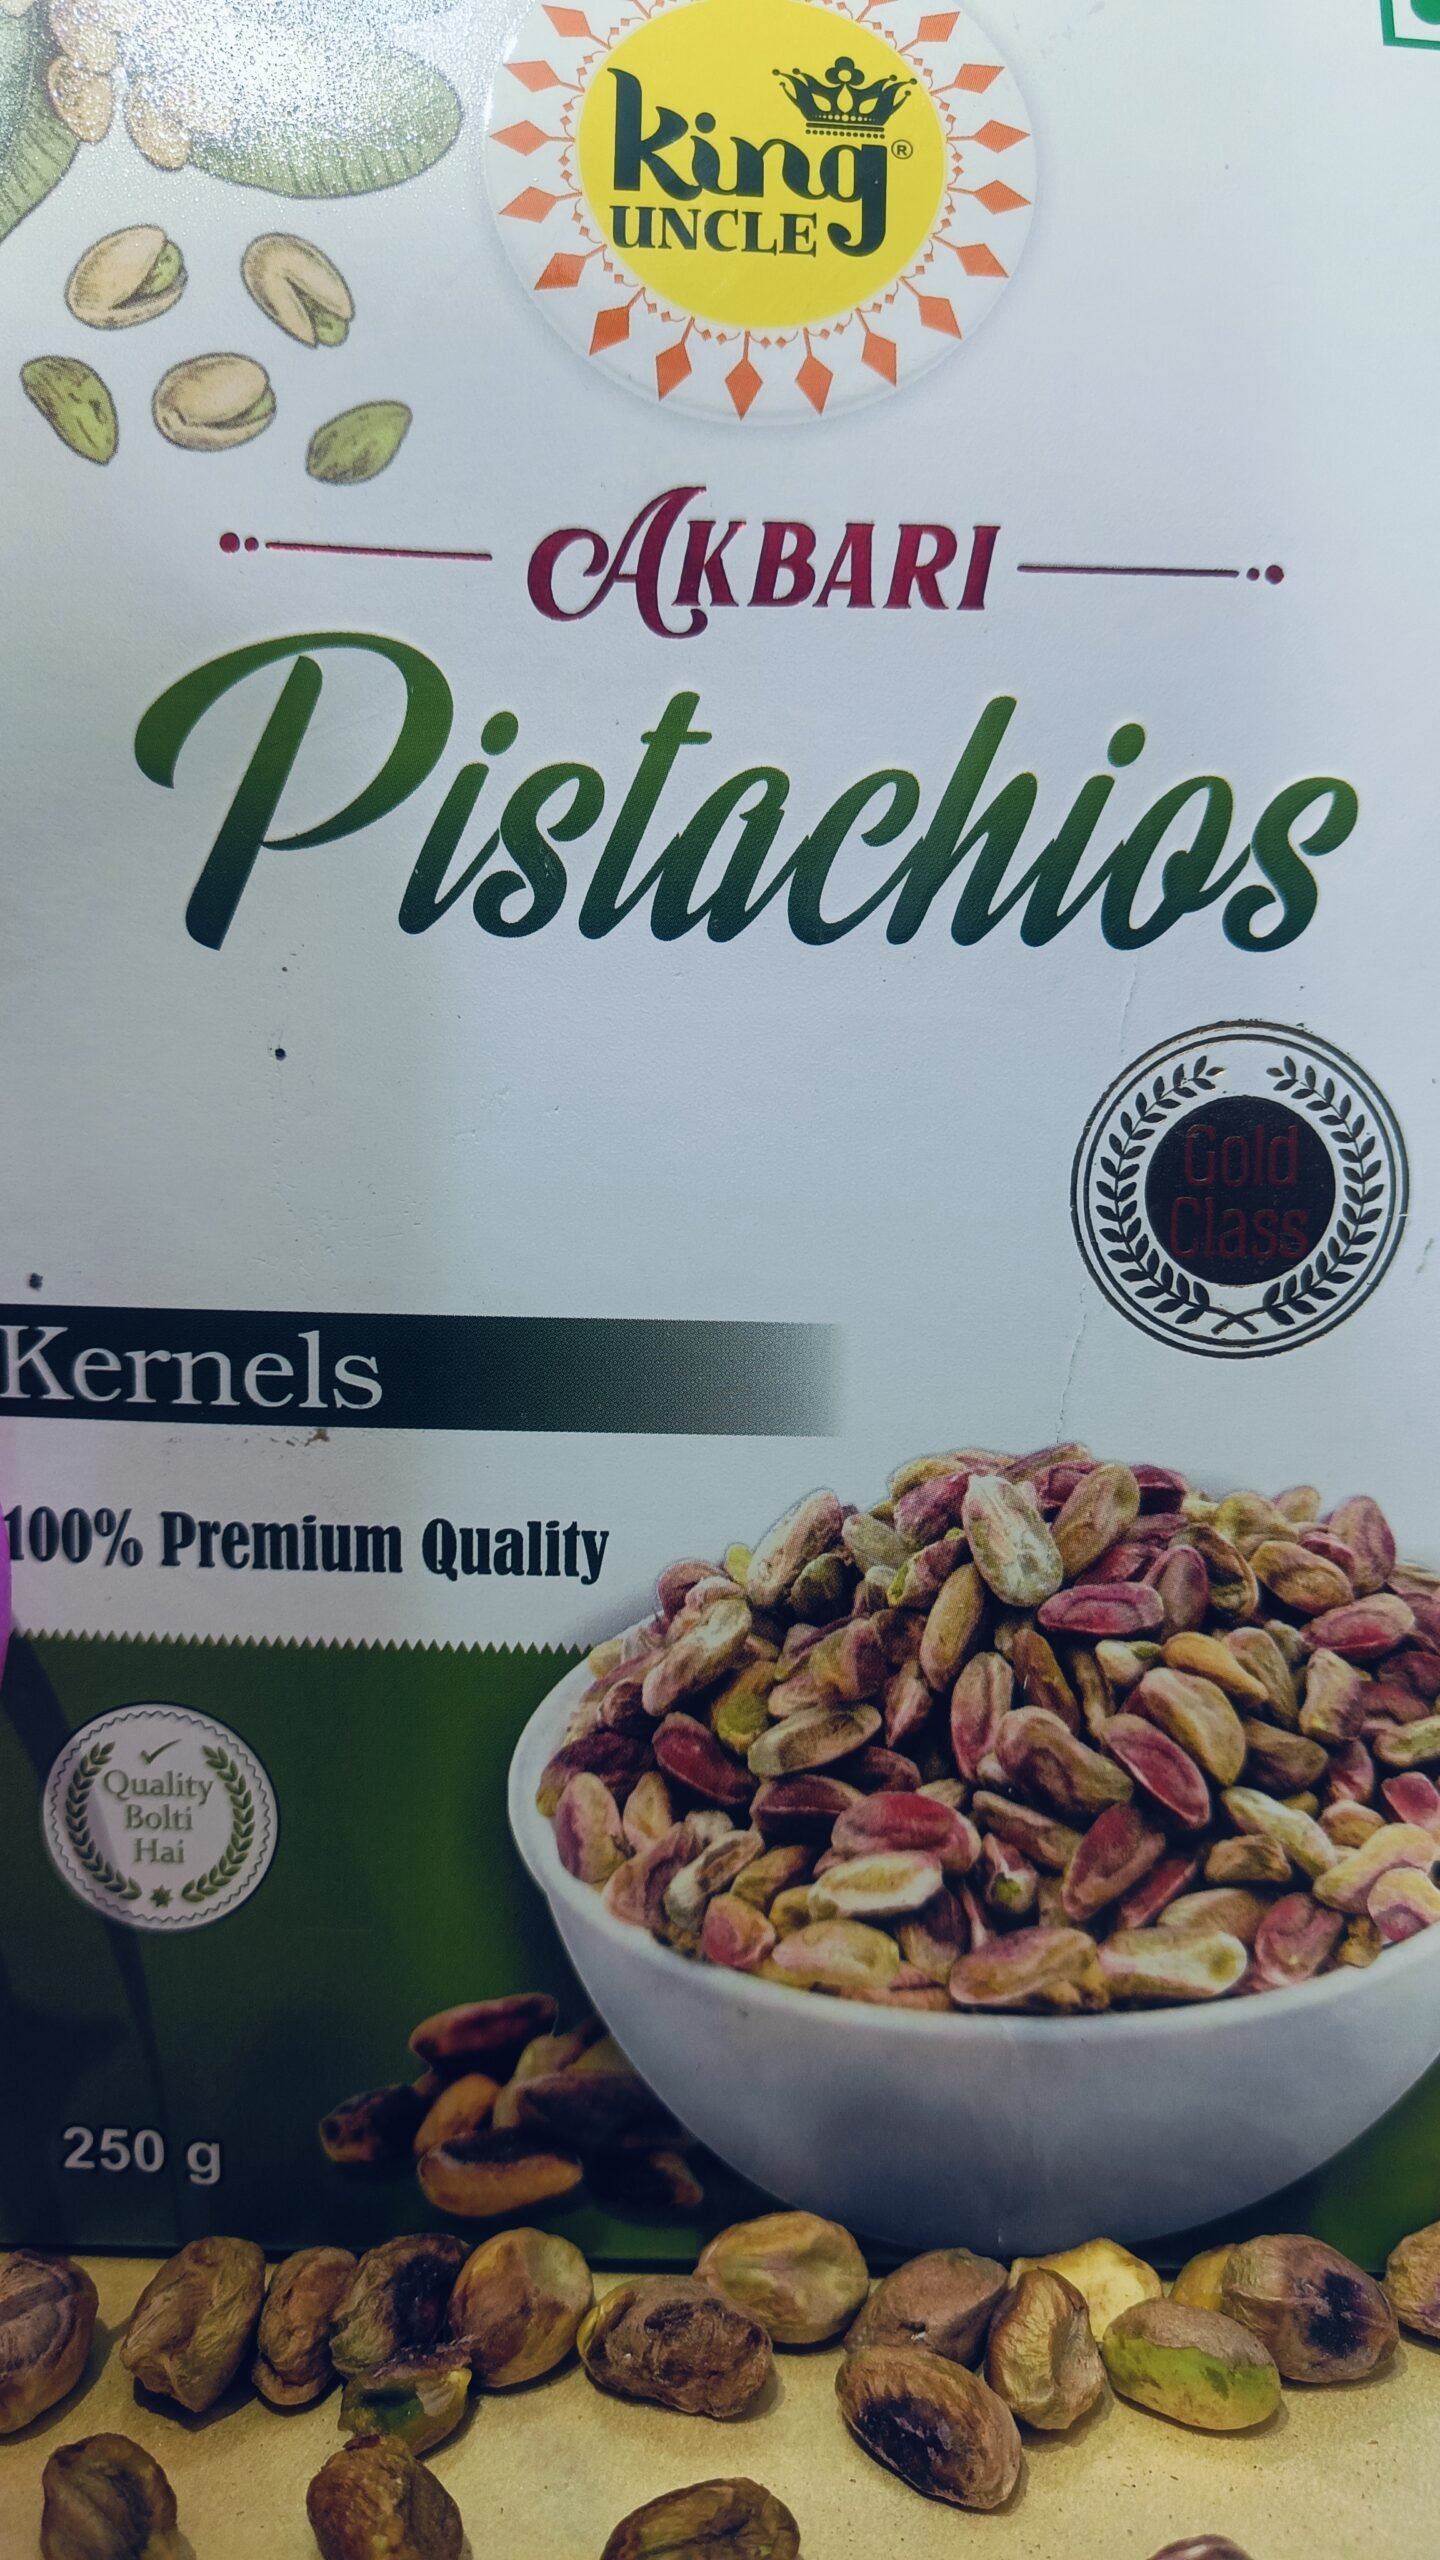 king®
UNCLE
AKBARI
Pistachios
Gold
Class
Kernels
100% Premium Quality
Quality
Bolti
Hai
250 g